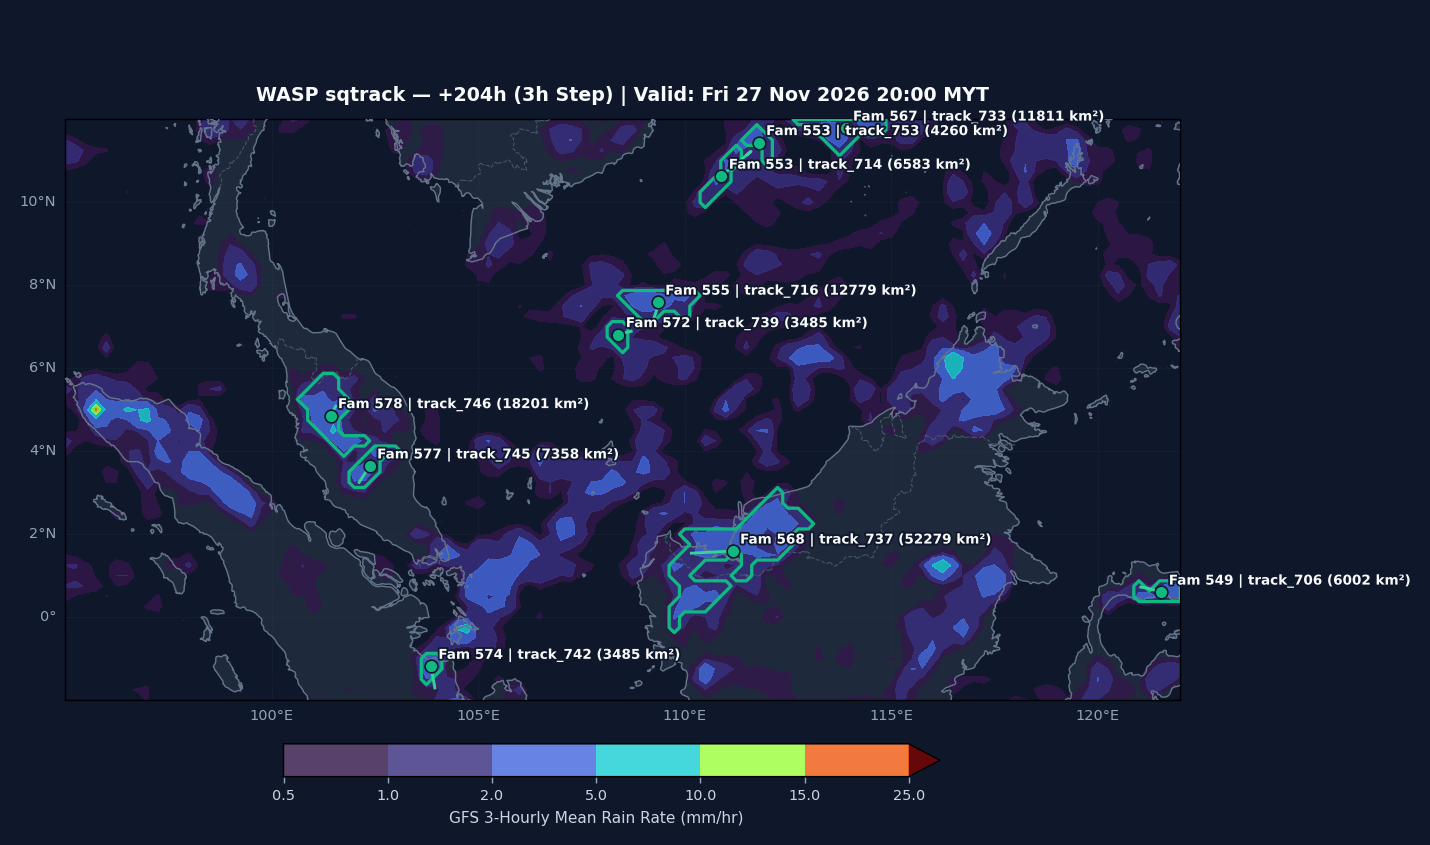 WASP sqtrack — +204h (3h Step) | Valid: Fri 27 Nov 2026 20:00 MYT
Fam 567 | track_733 (11811 km²)
Fam 553 | track_753 (4260 km²)
Fam 553 | track_714 (6583 km²)
10°N
8°N
Fam 555 | track_716 (12779 km²)
Fam 572 | track_739 (3485 km²)
6°N
Fam 578 | track_746 (18201 km²)
4°N
Fam 577 | track_745 (7358 km²)
2°N
Fam 568 | track_737 (52279 km²)
Fam 549 | track_706 (6002 km²)
0°
Fam 574 | track_742 (3485 km²)
100°E 105°E 110°E 115°E 120°E
0.5 1.0 2.0 5.0 10.0 15.0 25.0
GFS 3-Hourly Mean Rain Rate (mm/hr)